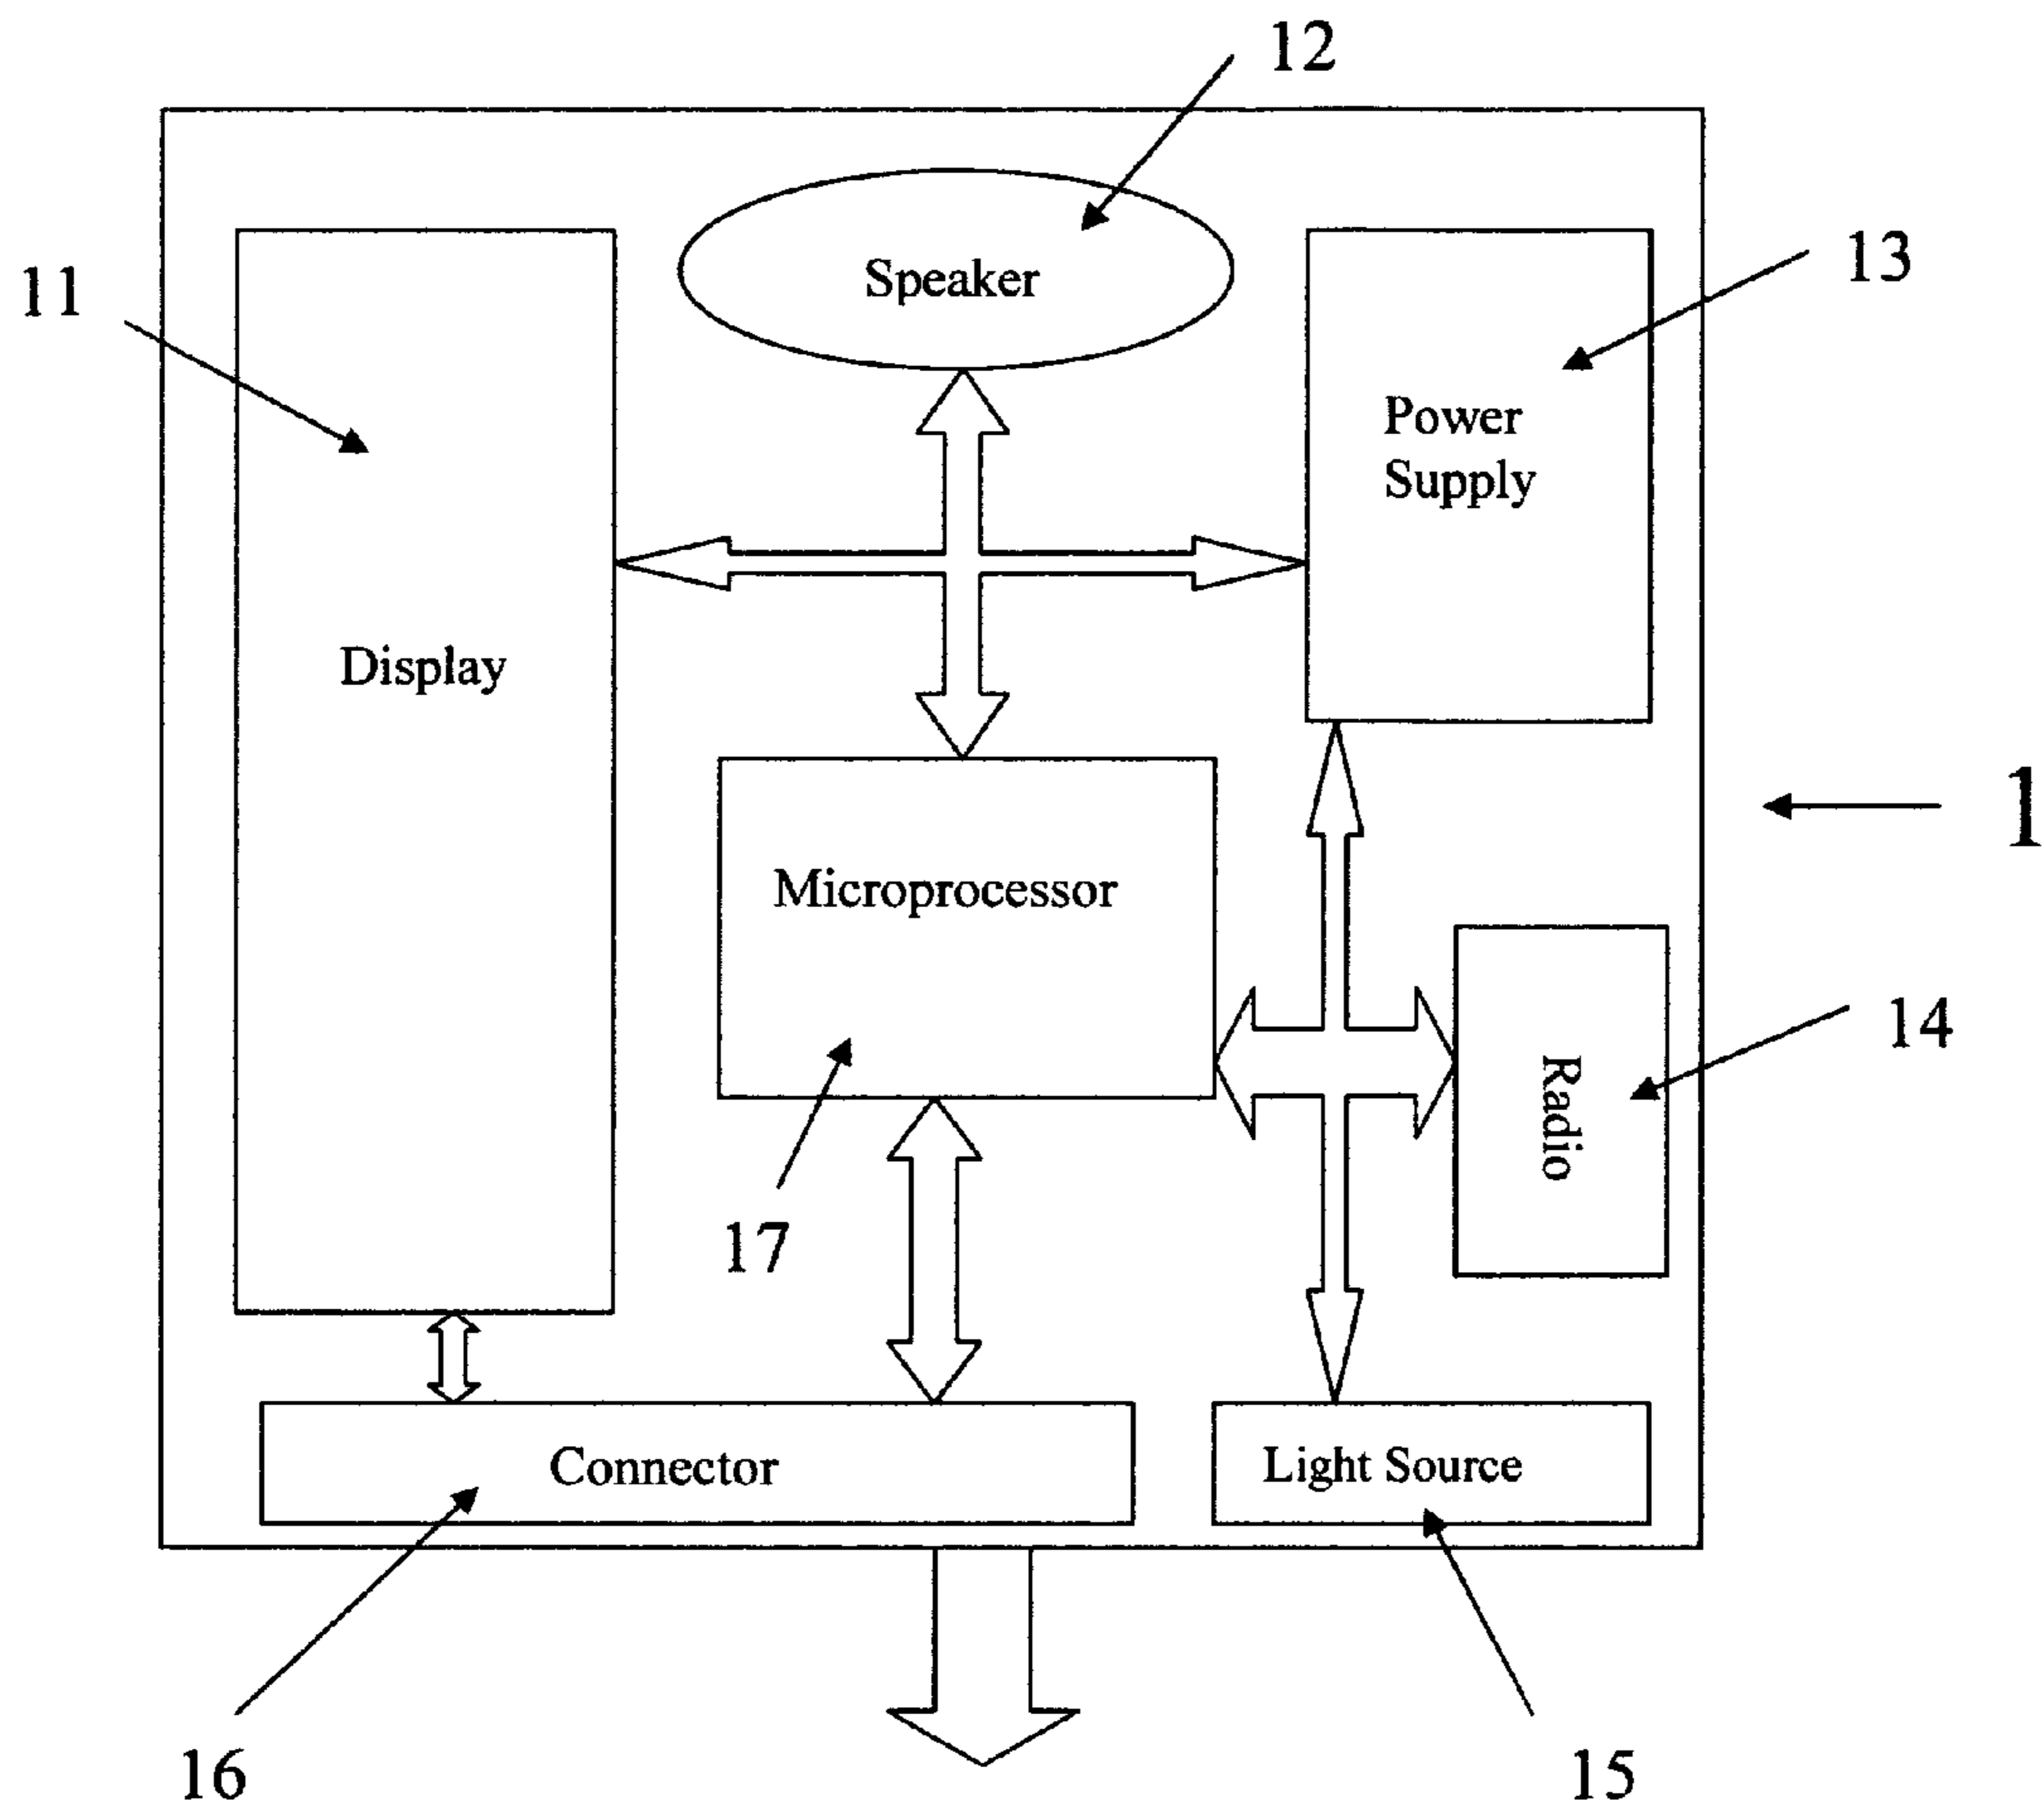 12
Speaker
13
11
Power
Supply
Display
1
Microprocessor
14
Radio
17
Connector
Light Source
16
15